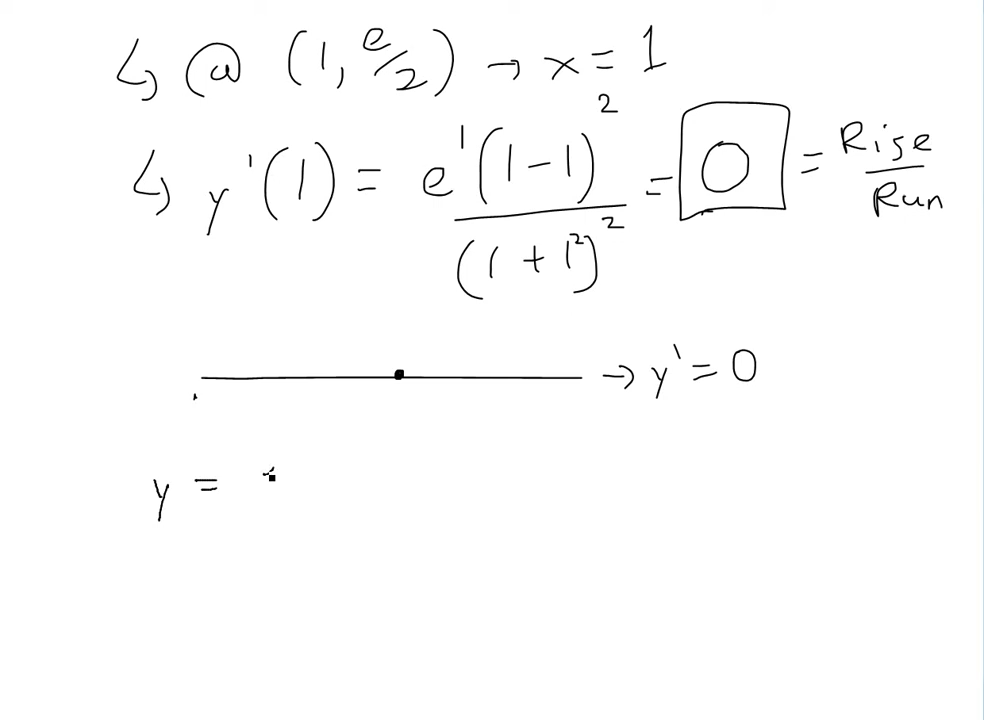 ↳ @ (1, e/2) → x = 1
↳ y'(1) = e¹(1-1)² / (1+1²)² = 0 = Rise/Run
→ y' = 0
y =